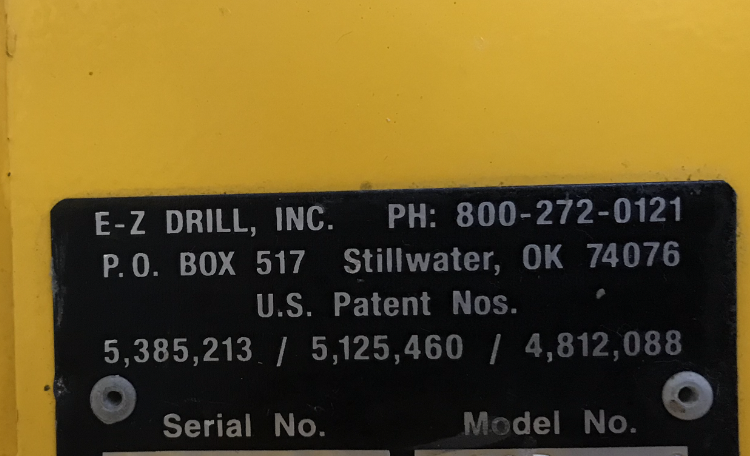 E-Z DRILL, INC. PH: 800-272-0121
P.O. BOX 517 Stillwater, OK 74076
U.S. Patent Nos.
5,385,213 / 5,125,460 / 4,812,088
Serial No. Model No.